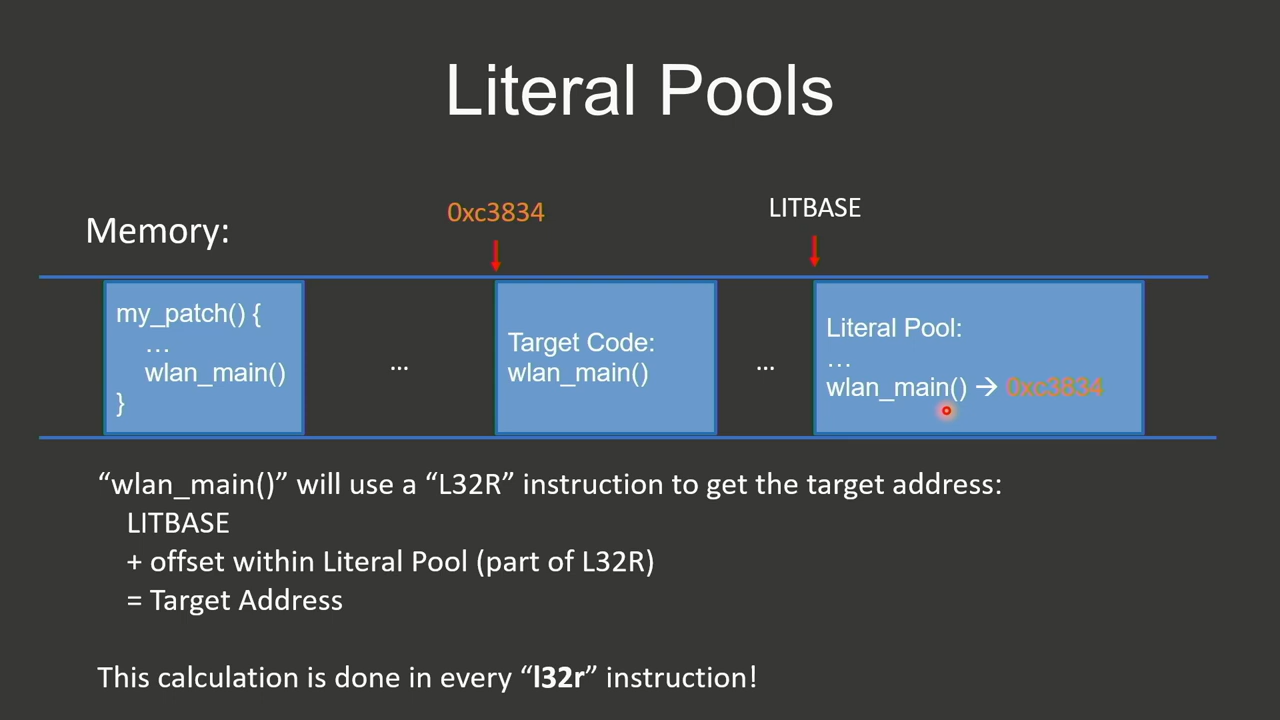 Literal Pools
Memory:
0xc3834
LITBASE
my_patch() {
…
wlan_main()
}
...
Target Code:
wlan_main()
...
Literal Pool:
…
wlan_main() → 0xc3834
“wlan_main()” will use a “L32R” instruction to get the target address:
LITBASE
+ offset within Literal Pool (part of L32R)
= Target Address
This calculation is done in every “l32r” instruction!